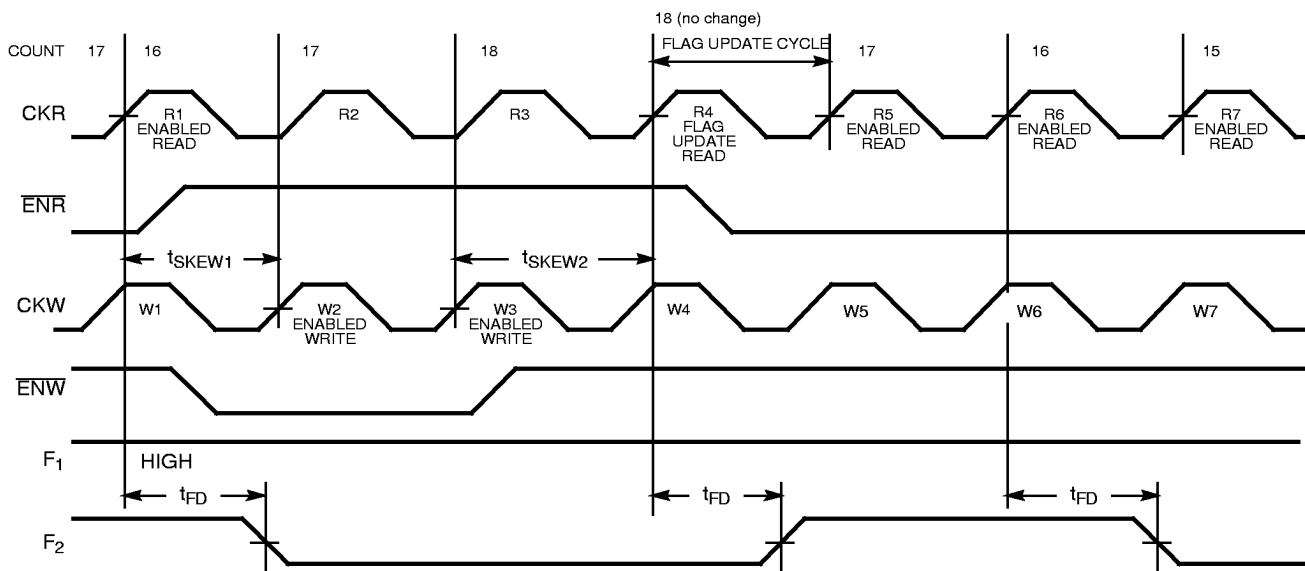 18 (no change)
COUNT 17 16 17 18 FLAG UPDATE CYCLE 17 16 15
CKR
R1
ENABLED
READ
R2
R3
R4
FLAG
UPDATE
READ
R5
ENABLED
READ
R6
ENABLED
READ
R7
ENABLED
READ
ENR
tSKEW1
tSKEW2
CKW
W1
W2
ENABLED
WRITE
W3
ENABLED
WRITE
W4
W5
W6
W7
ENW
F1
HIGH
tFD
tFD
tFD
F2